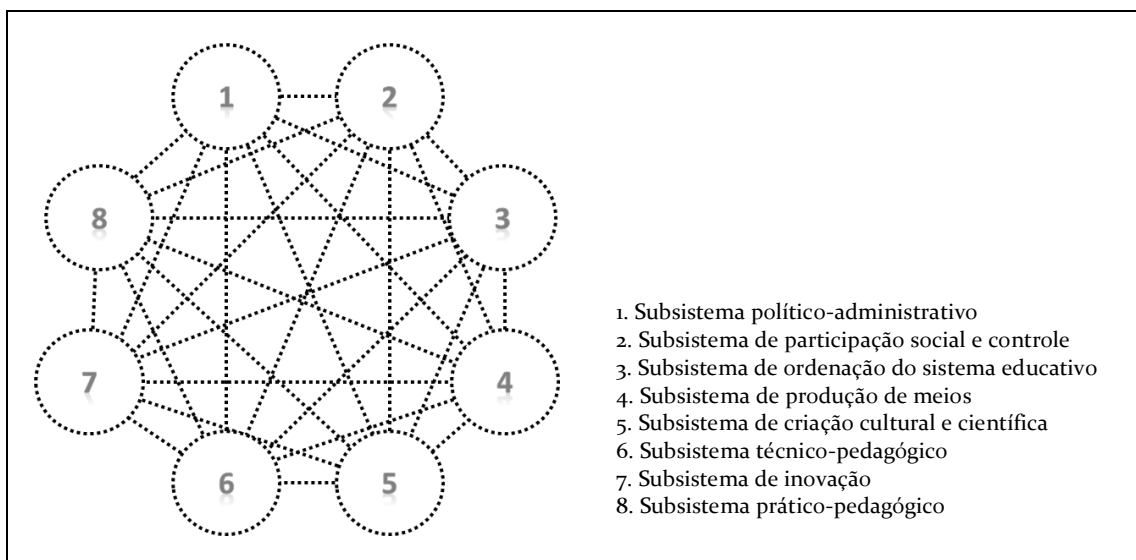 1
2
8
3
7
4
6
5
1. Subsistema político-administrativo
2. Subsistema de participação social e controle
3. Subsistema de ordenação do sistema educativo
4. Subsistema de produção de meios
5. Subsistema de criação cultural e científica
6. Subsistema técnico-pedagógico
7. Subsistema de inovação
8. Subsistema prático-pedagógico